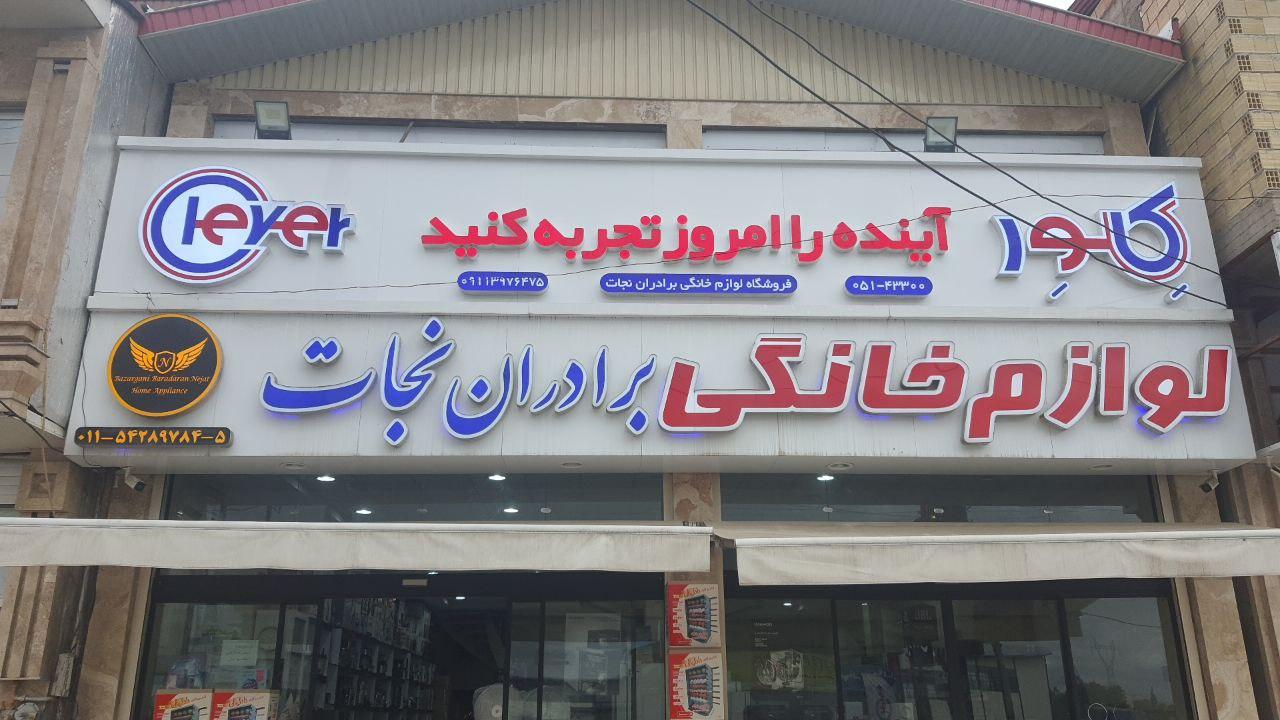 Clever
آینده را امروز تجربه کنید
کلور
۰۵۱-۴۳۳۰۰
فروشگاه لوازم خانگی برادران نجات
۰۹۱۱۳۹۷۶۴۷۵
لوازم خانگی برادران نجات
N
Bazargani Baradaran Nejat
Home Appliance
۰۱۱-۵۴۲۸۹۷۸۴-۵